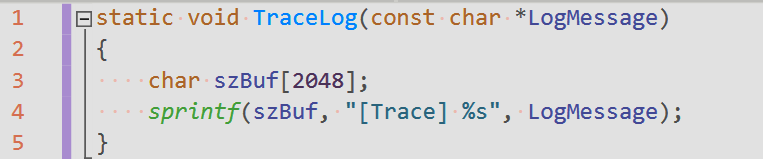 1 static void TraceLog(const char *LogMessage)
2 {
3     char szBuf[2048];
4     sprintf(szBuf, "[Trace] %s", LogMessage);
5 }